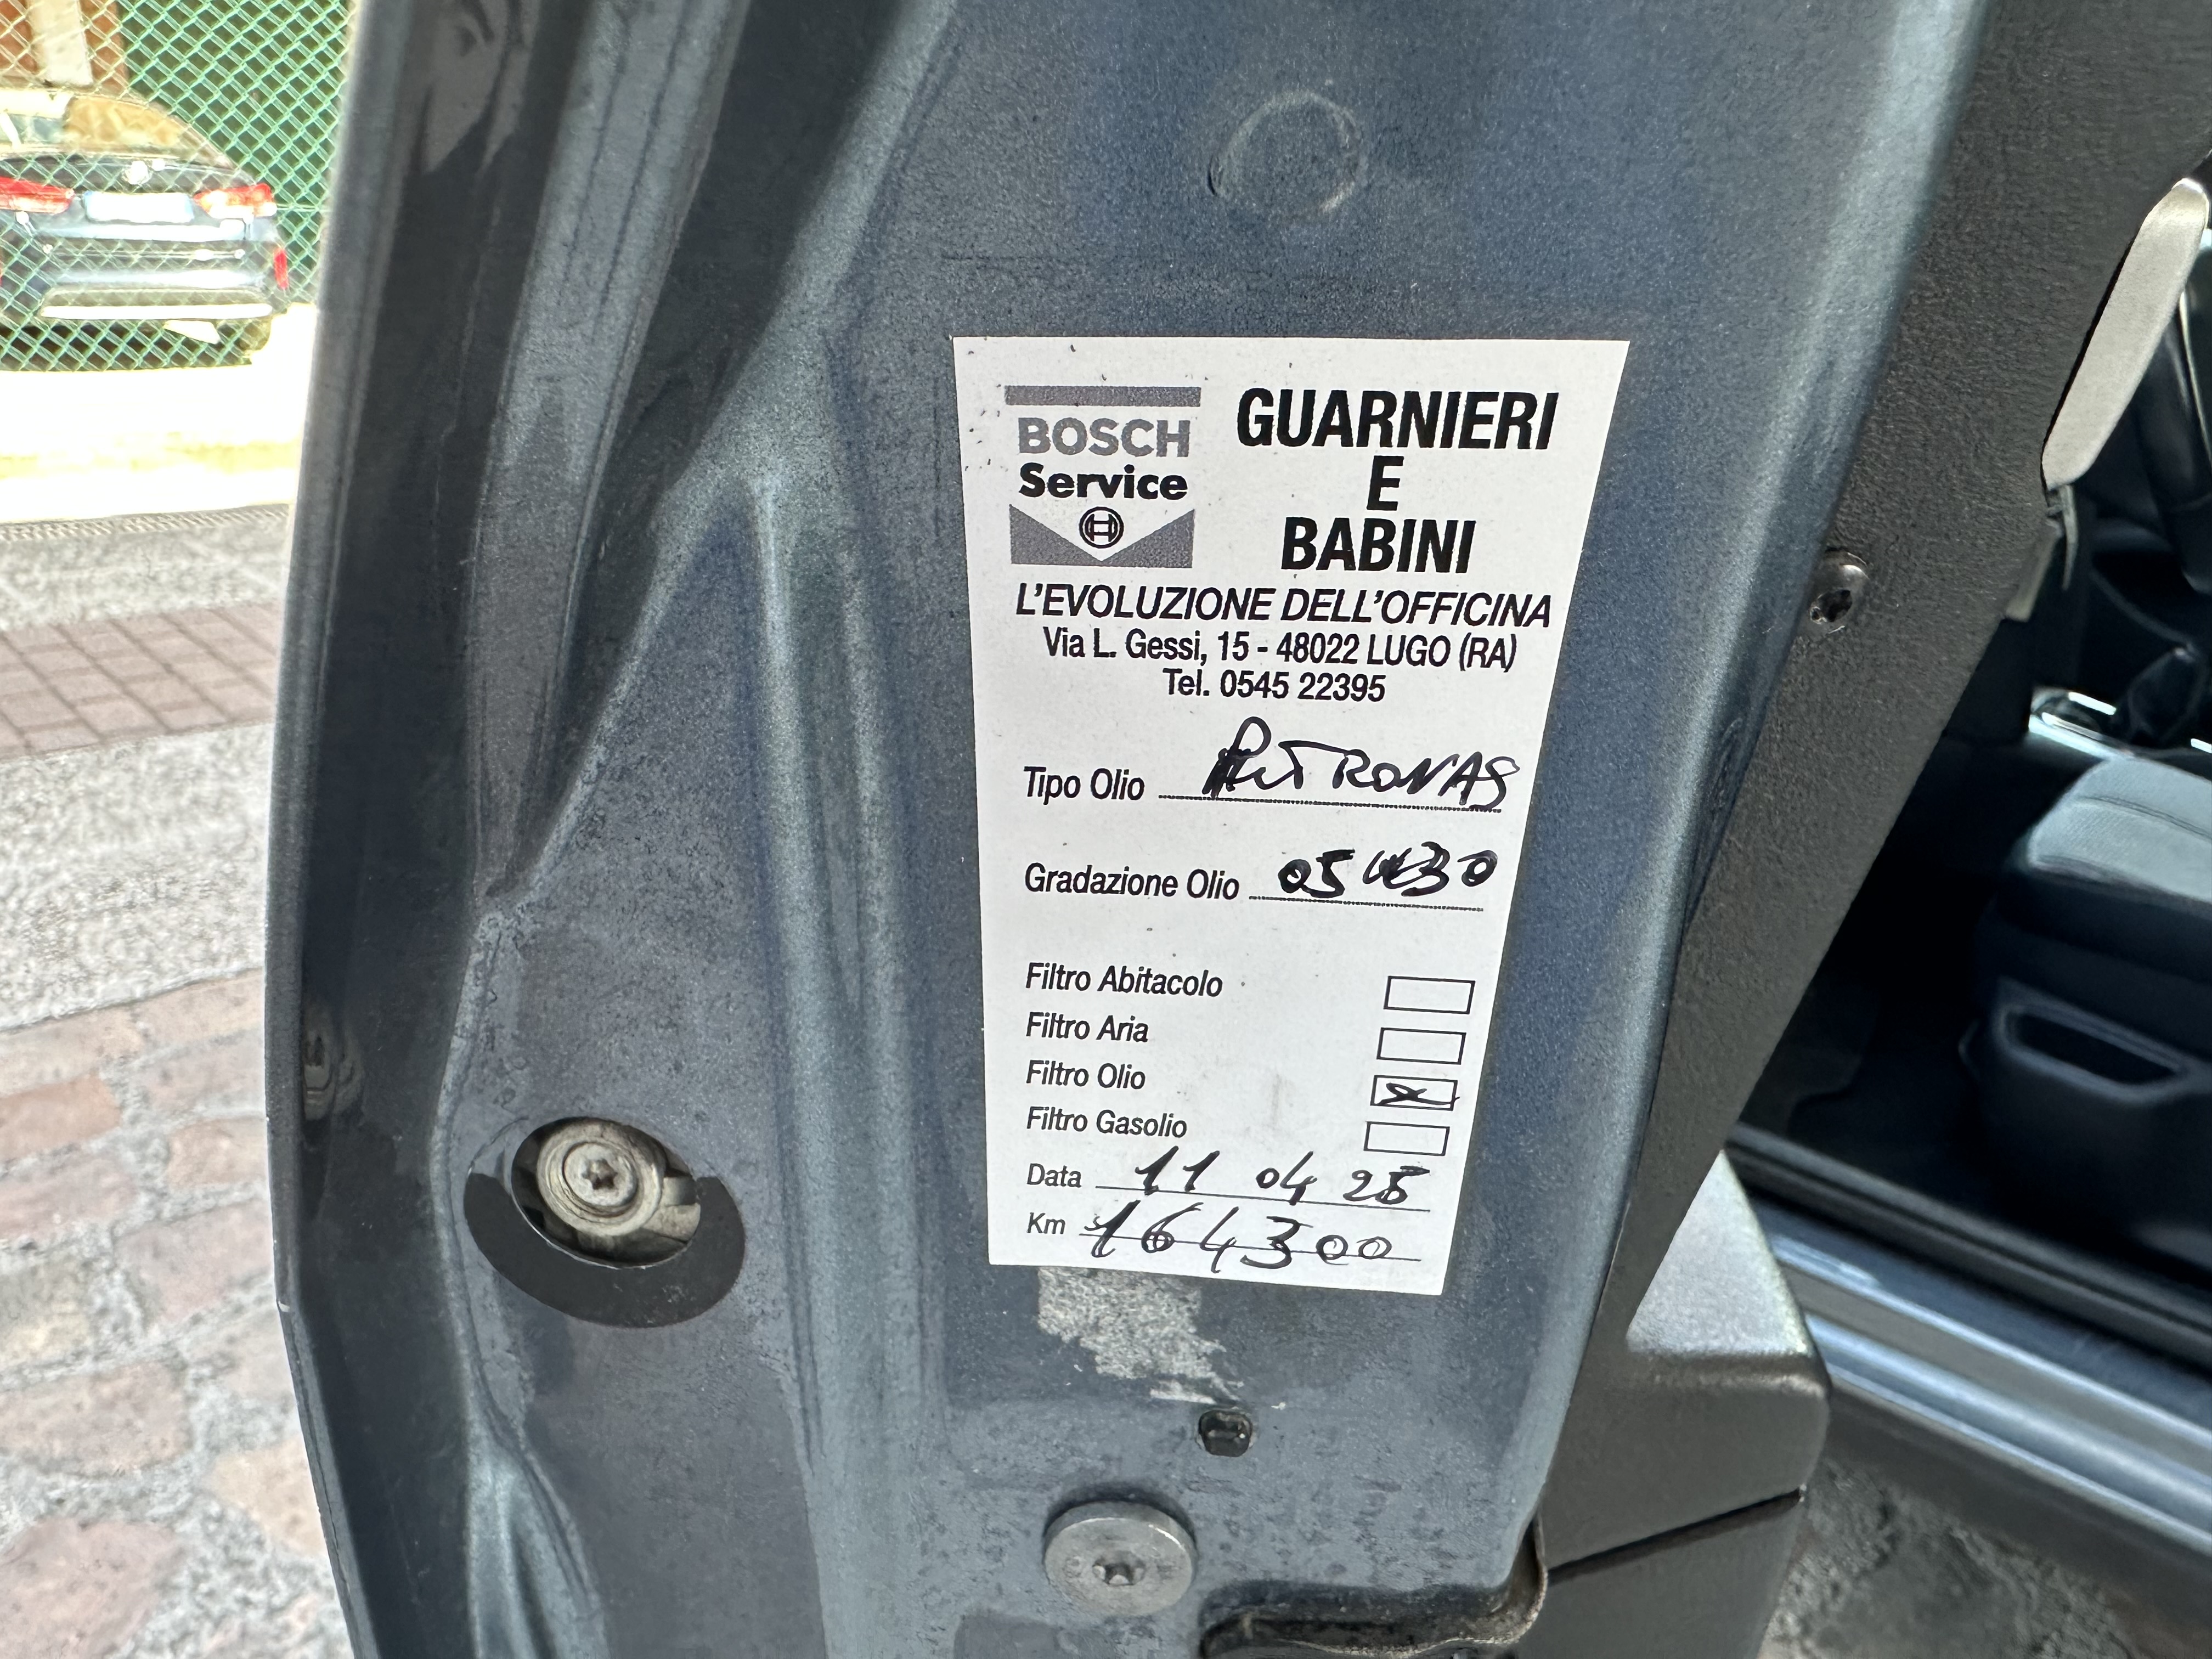 BOSCH
Service
GUARNIERI
E
BABINI
L'EVOLUZIONE DELL'OFFICINA
Via L. Gessi, 15 - 48022 LUGO (RA)
Tel. 0545 22395
Tipo Olio PETRONAS
Gradazione Olio 05W30
Filtro Abitacolo
Filtro Aria
Filtro Olio
Filtro Gasolio
Data 11 04 25
Km 164300